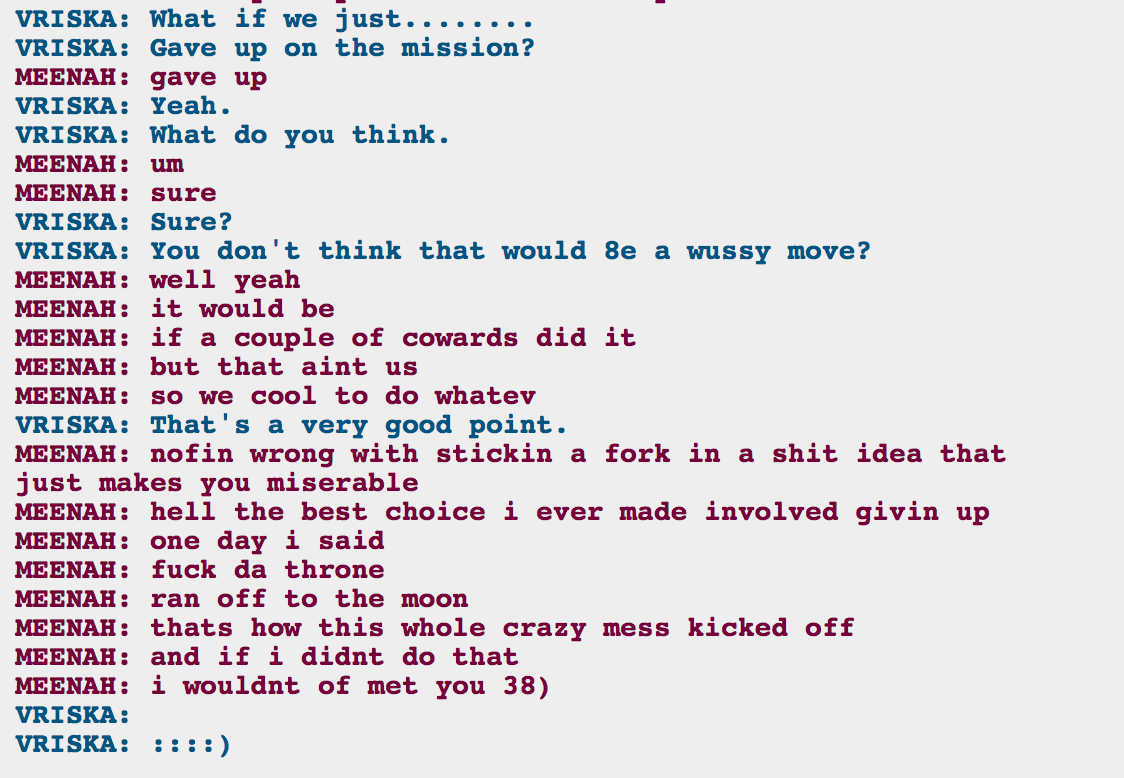 VRISKA: What if we just........
VRISKA: Gave up on the mission?
MEENAH: gave up
VRISKA: Yeah.
VRISKA: What do you think.
MEENAH: um
MEENAH: sure
VRISKA: Sure?
VRISKA: You don't think that would 8e a wussy move?
MEENAH: well yeah
MEENAH: it would be
MEENAH: if a couple of cowards did it
MEENAH: but that aint us
MEENAH: so we cool to do whatev
VRISKA: That's a very good point.
MEENAH: nofin wrong with stickin a fork in a shit idea that
just makes you miserable
MEENAH: hell the best choice i ever made involved givin up
MEENAH: one day i said
MEENAH: fuck da throne
MEENAH: ran off to the moon
MEENAH: thats how this whole crazy mess kicked off
MEENAH: and if i didnt do that
MEENAH: i wouldnt of met you 38)
VRISKA:
VRISKA: ::::)